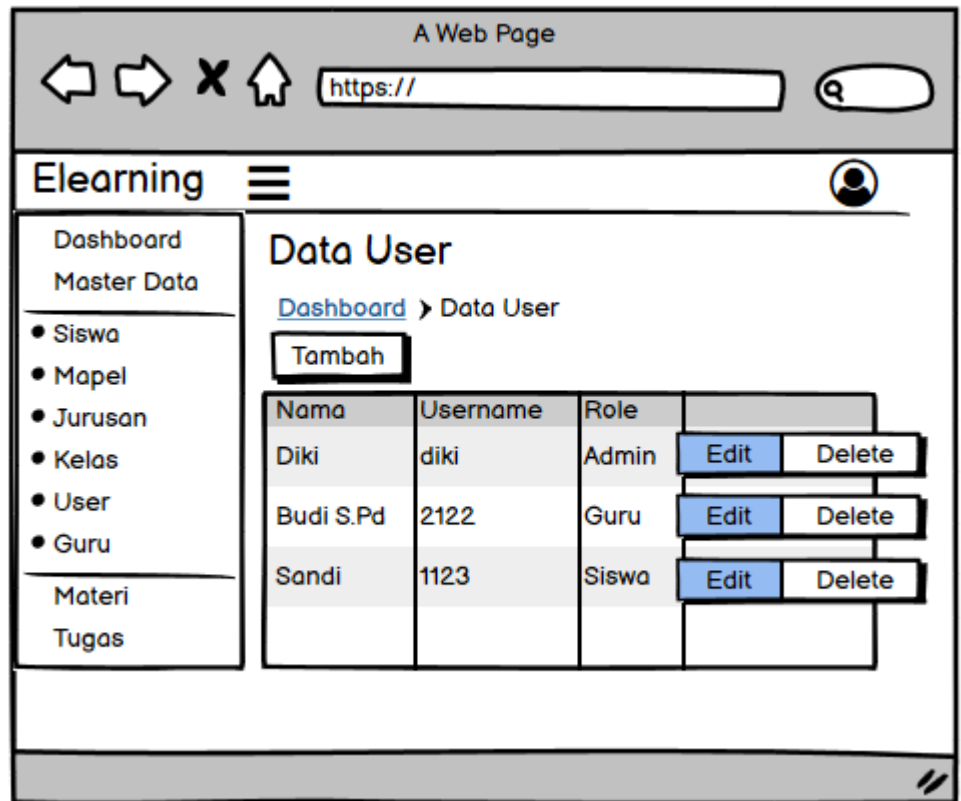 A Web Page
https://
Elearning
Dashboard
Master Data
Siswa
Mapel
Jurusan
Kelas
User
Guru
Materi
Tugas
Data User
Dashboard > Data User
Tambah
Nama Username Role
Diki diki Admin Edit Delete
Budi S.Pd 2122 Guru Edit Delete
Sandi 1123 Siswa Edit Delete